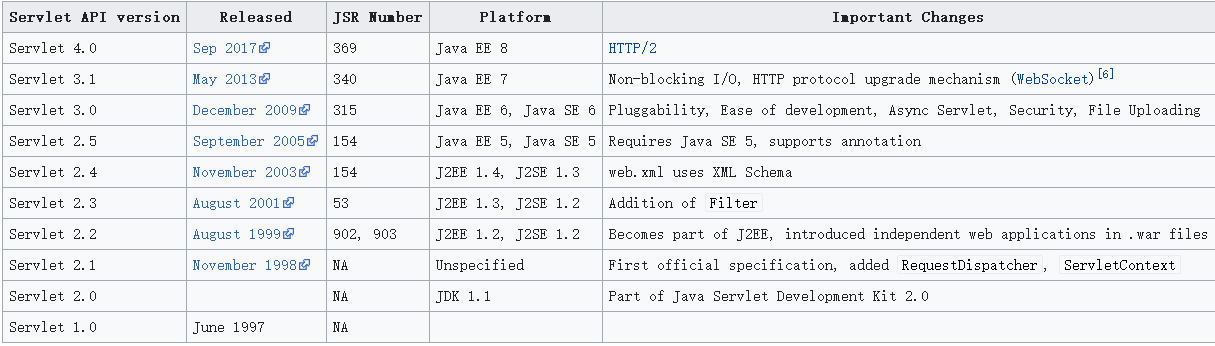 Servlet API version Released JSR Number Platform Important Changes
Servlet 4.0 Sep 2017 369 Java EE 8 HTTP/2
Servlet 3.1 May 2013 340 Java EE 7 Non-blocking I/O, HTTP protocol upgrade mechanism (WebSocket)[6]
Servlet 3.0 December 2009 315 Java EE 6, Java SE 6 Pluggability, Ease of development, Async Servlet, Security, File Uploading
Servlet 2.5 September 2005 154 Java EE 5, Java SE 5 Requires Java SE 5, supports annotation
Servlet 2.4 November 2003 154 J2EE 1.4, J2SE 1.3 web.xml uses XML Schema
Servlet 2.3 August 2001 53 J2EE 1.3, J2SE 1.2 Addition of Filter
Servlet 2.2 August 1999 902, 903 J2EE 1.2, J2SE 1.2 Becomes part of J2EE, introduced independent web applications in .war files
Servlet 2.1 November 1998 NA Unspecified First official specification, added RequestDispatcher, ServletContext
Servlet 2.0 NA JDK 1.1 Part of Java Servlet Development Kit 2.0
Servlet 1.0 June 1997 NA